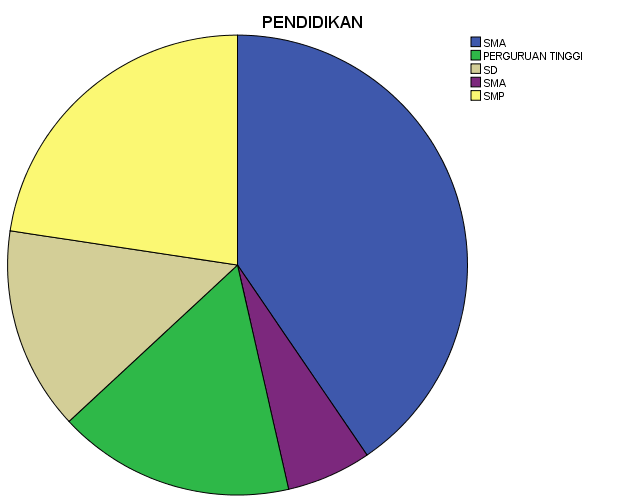 PENDIDIKAN
SMA
PERGURUAN TINGGI
SD
SMA
SMP